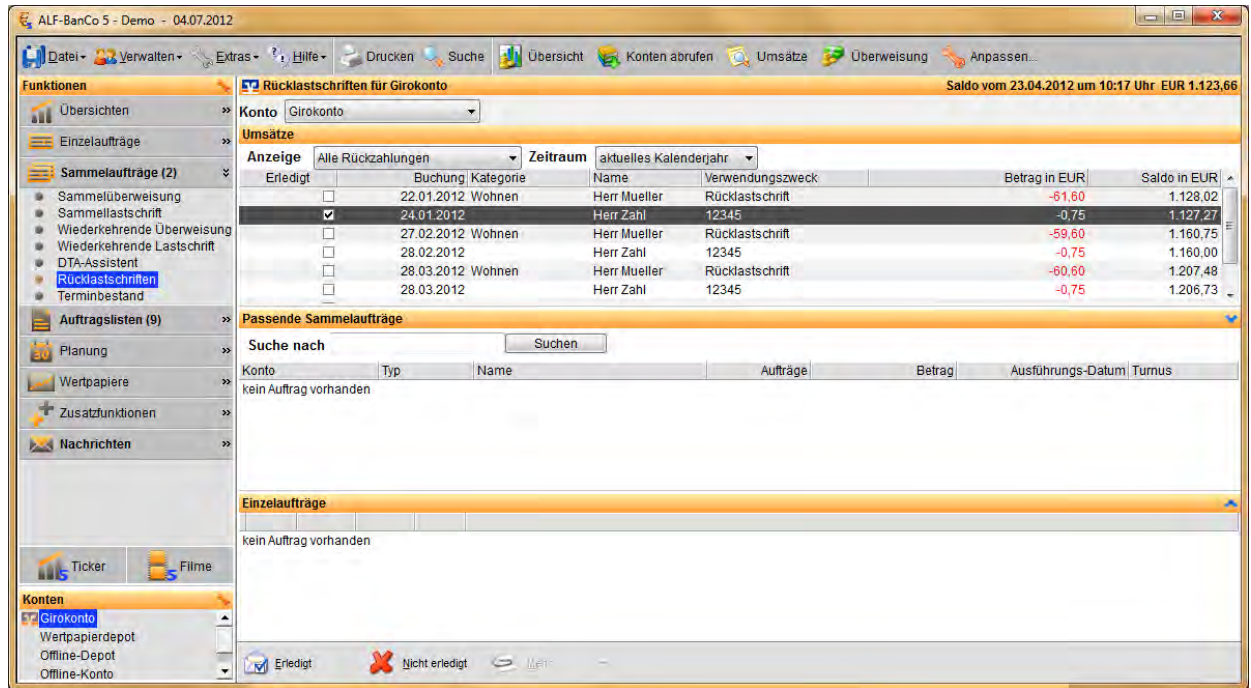 ALF-BanCo 5 - Demo - 04.07.2012
Datei Verwalten Extras Hilfe Drucken Suche Übersicht Konten abrufen Umsätze Überweisung Anpassen...
Funktionen
Übersichten
Einzelaufträge
Sammelaufträge (2)
Sammelüberweisung
Sammellastschrift
Wiederkehrende Überweisung
Wiederkehrende Lastschrift
DTA-Assistent
Rücklastschriften
Terminbestand
Auftragslisten (9)
Planung
Wertpapiere
Zusatzfunktionen
Nachrichten
Ticker Filme
Konten
Girokonto
Wertpapierdepot
Offline-Depot
Offline-Konto
Rücklastschriften für Girokonto Saldo vom 23.04.2012 um 10:17 Uhr EUR 1.123,66
Konto Girokonto
Umsätze
Anzeige Alle Rückzahlungen Zeitraum aktuelles Kalenderjahr
Erledigt Buchung Kategorie Name Verwendungszweck Betrag in EUR Saldo in EUR
22.01.2012 Wohnen Herr Mueller Rücklastschrift -61,60 1.128,02
24.01.2012 Herr Zahl 12345 -0,75 1.127,27
27.02.2012 Wohnen Herr Mueller Rücklastschrift -59,60 1.160,75
28.02.2012 Herr Zahl 12345 -0,75 1.160,00
28.03.2012 Wohnen Herr Mueller Rücklastschrift -60,60 1.207,48
28.03.2012 Herr Zahl 12345 -0,75 1.206,73
Passende Sammelaufträge
Suche nach Suchen
Konto Typ Name Aufträge Betrag Ausführungs-Datum Turnus
kein Auftrag vorhanden
Einzelaufträge
kein Auftrag vorhanden
Erledigt Nicht erledigt Mehr